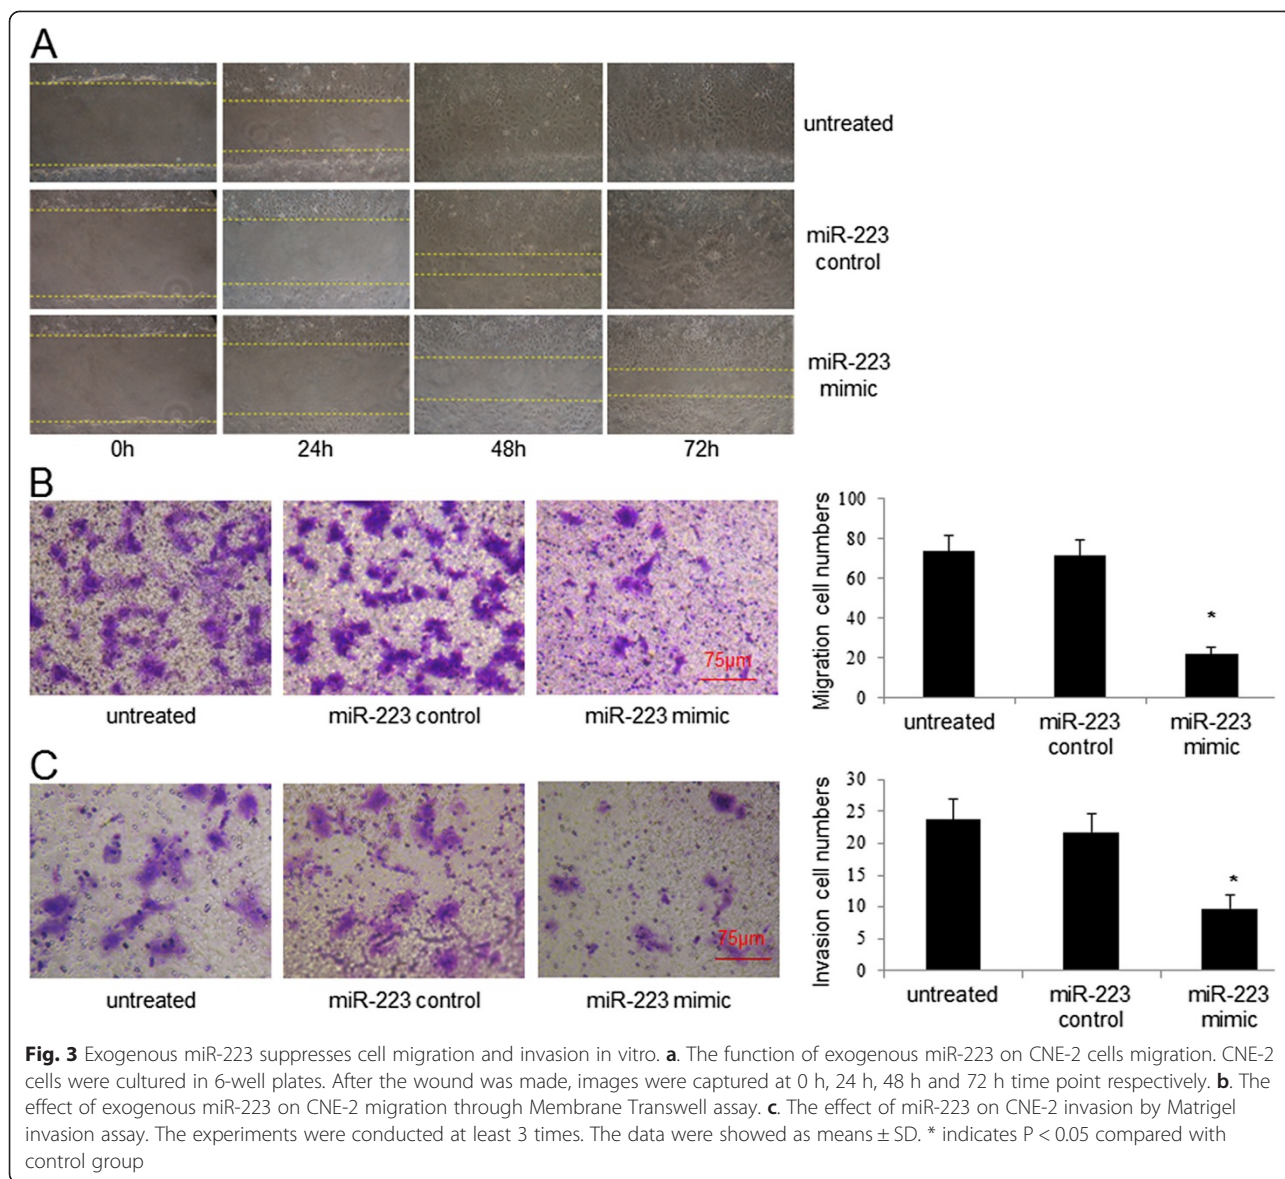 A
untreated
miR-223
control
miR-223
mimic
0h
24h
48h
72h
B
75µm
untreated
miR-223 control
miR-223 mimic
Migration cell numbers
100
80
60
40
20
0
*
untreated
miR-223
control
miR-223
mimic
C
75µm
untreated
miR-223 control
miR-223 mimic
Invasion cell numbers
30
25
20
15
10
5
0
*
untreated
miR-223
control
miR-223
mimic
Fig. 3 Exogenous miR-223 suppresses cell migration and invasion in vitro. a. The function of exogenous miR-223 on CNE-2 cells migration. CNE-2
cells were cultured in 6-well plates. After the wound was made, images were captured at 0 h, 24 h, 48 h and 72 h time point respectively. b. The
effect of exogenous miR-223 on CNE-2 migration through Membrane Transwell assay. c. The effect of miR-223 on CNE-2 invasion by Matrigel
invasion assay. The experiments were conducted at least 3 times. The data were showed as means ± SD. * indicates P < 0.05 compared with
control group